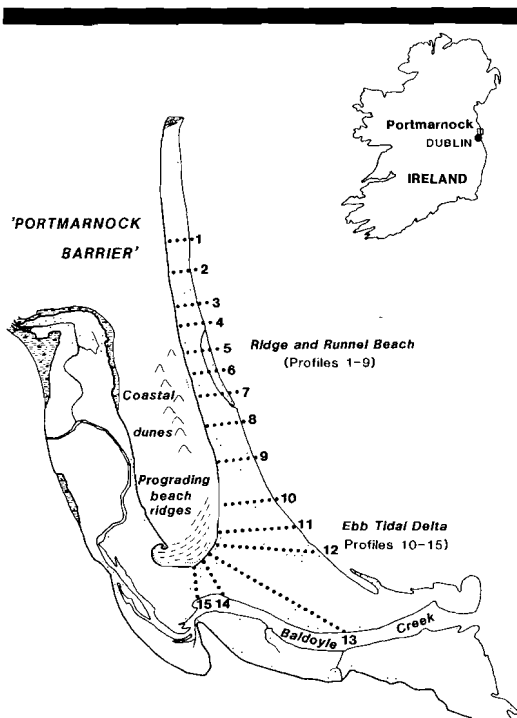 Portmarnock
DUBLIN
IRELAND
'PORTMARNOCK
BARRIER'
1
2
3
4
5
6
7
8
9
Ridge and Runnel Beach
(Profiles 1-9)
Coastal
dunes
Prograding
beach
ridges
10
11
12
Ebb Tidal Delta
(Profiles 10-15)
15 14
13
Baldoyle Creek